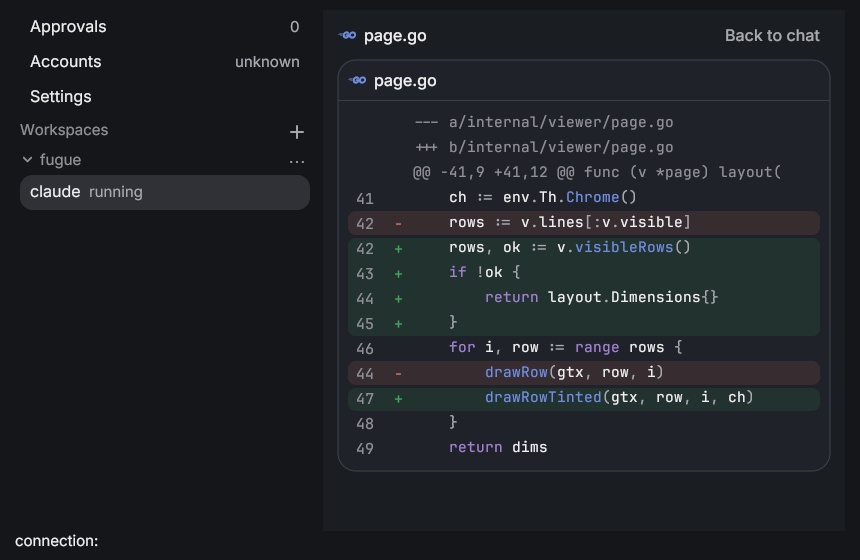 Approvals 0
Accounts unknown
Settings
Workspaces +
fugue ...
claude running
connection:
GO page.go Back to chat
GO page.go
--- a/internal/viewer/page.go
+++ b/internal/viewer/page.go
@@ -41,9 +41,12 @@ func (v *page) layout(
41 ch := env.Th.Chrome()
42 - rows := v.lines[:v.visible]
42 + rows, ok := v.visibleRows()
43 + if !ok {
44 + return layout.Dimensions{}
45 + }
46 for i, row := range rows {
44 - drawRow(gtx, row, i)
47 + drawRowTinted(gtx, row, i, ch)
48 }
49 return dims